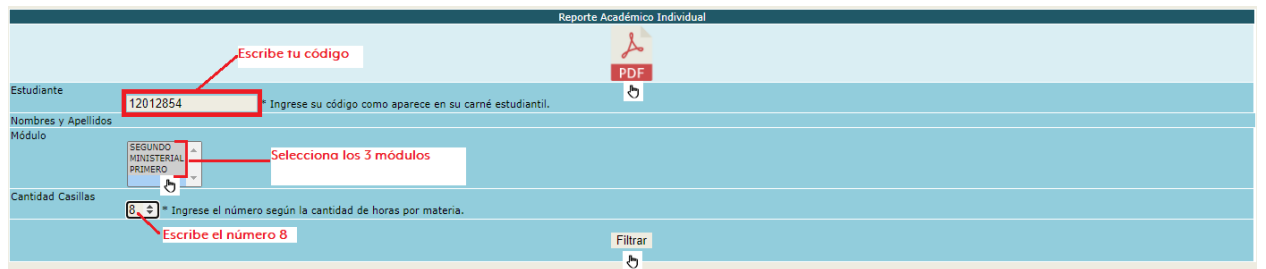 Reporte Académico Individual
Escribe tu código
PDF
Estudiante
12012854 * Ingrese su código como aparece en su carné estudiantil.
Nombres y Apellidos
Módulo
SEGUNDO
MINISTERIAL
PRIMERO
Selecciona los 3 módulos
Cantidad Casillas
8 * Ingrese el número según la cantidad de horas por materia.
Escribe el número 8
Filtrar